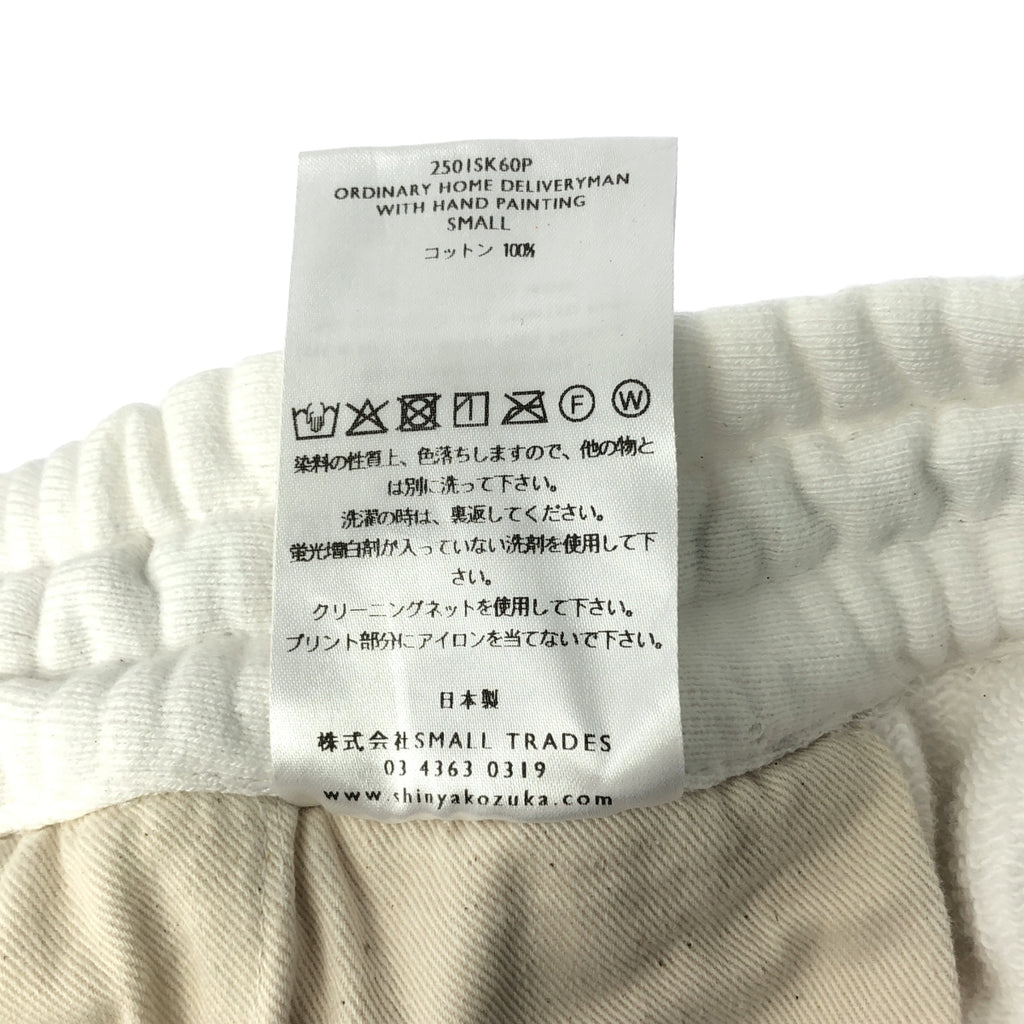 2501SK60P
ORDINARY HOME DELIVERYMAN
WITH HAND PAINTING
SMALL
コットン 100%
F W
染料の性質上、色落ちしますので、他の物と
は別に洗って下さい。
洗濯の時は、裏返してください。
蛍光増白剤が入っていない洗剤を使用して下
さい。
クリーニングネットを使用して下さい。
プリント部分にアイロンを当てないで下さい。
日本製
株式会社SMALL TRADES
03 4363 0319
www.shinyakozuka.com